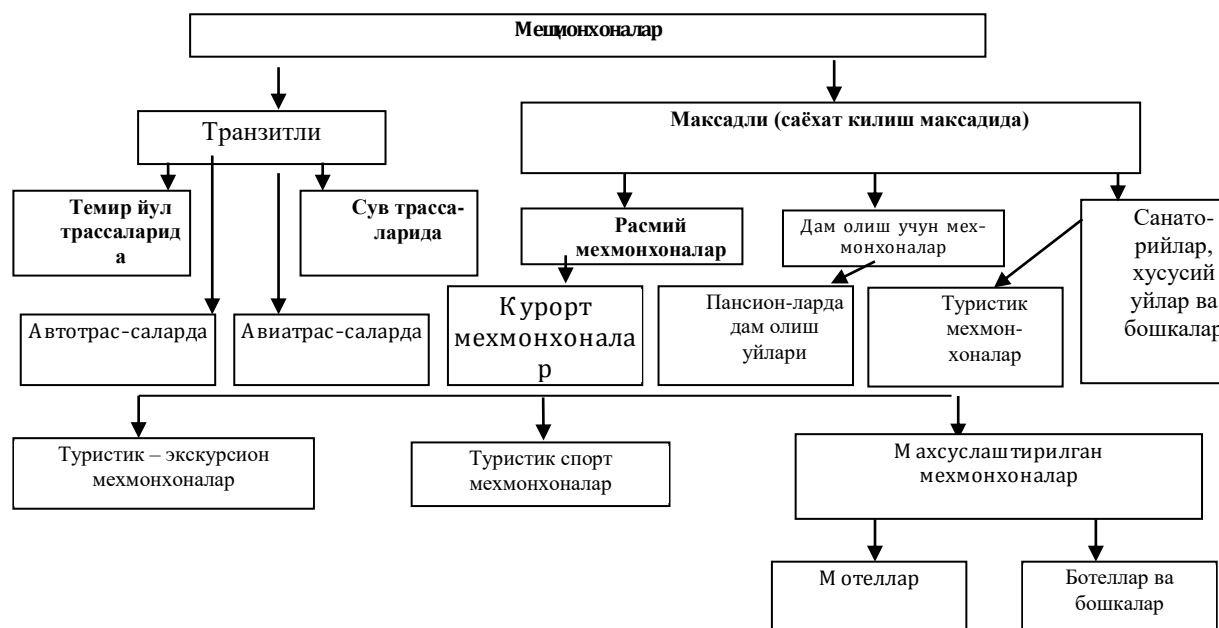 Мецмонхоналар
Транзитли
Максадли (саёхат килиш максадида)
Темир йул
трассаларид
а
Сув трасса-
ларида
Расмий
мехмонхоналар
Дам олиш учун мех-
монхоналар
Санато-
рийлар,
хусусий
уйлар ва
бошкалар
Автотрас-саларда
Авиатрас-саларда
Курорт
мехмонхонала
р
Пансион-ларда
дам олиш
уйлари
Туристик
мехмон-
хоналар
Туристик – экскурсион
мехмонхоналар
Туристик спорт
мехмонхоналар
Махсуслаштирилган
мехмонхоналар
Мотеллар
Ботеллар ва
бошкалар